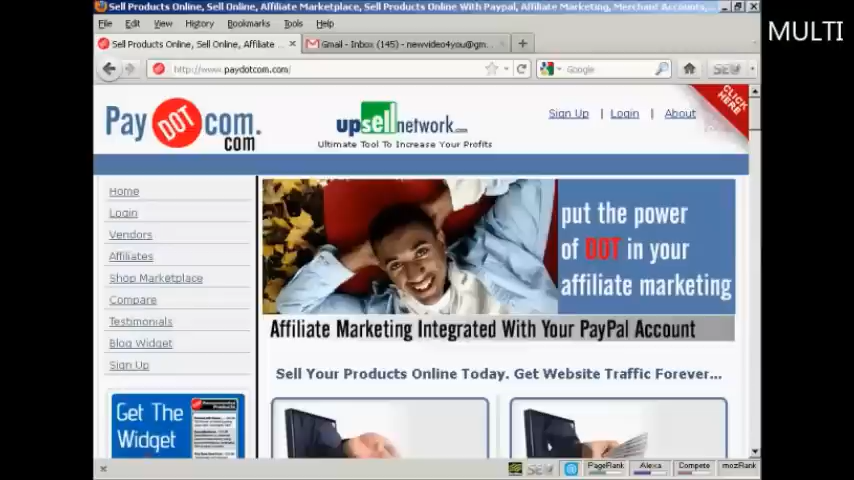 Sell Products Online, Sell Online, Affiliate Marketplace, Sell Products Online With Paypal, Affiliate Marketing, Merchant Accounts,
MULTI
File Edit View History Bookmarks Tools Help
Sell Products Online, Sell Online, Affiliate ...
Gmail - Inbox (145) - newvideo4you@gm...
http://www.paydotcom.com/
Google
Pay DOT com.
com
upsellnetwork.com
Ultimate Tool To Increase Your Profits
Sign Up | Login | About
CLICK HERE
Home
Login
Vendors
Affiliates
Shop Marketplace
Compare
Testimonials
Blog Widget
Sign Up
put the power
of DOT in your
affiliate marketing
Affiliate Marketing Integrated With Your PayPal Account
Sell Your Products Online Today. Get Website Traffic Forever...
Get The
Widget
PageRank Alexa Compete mozRank